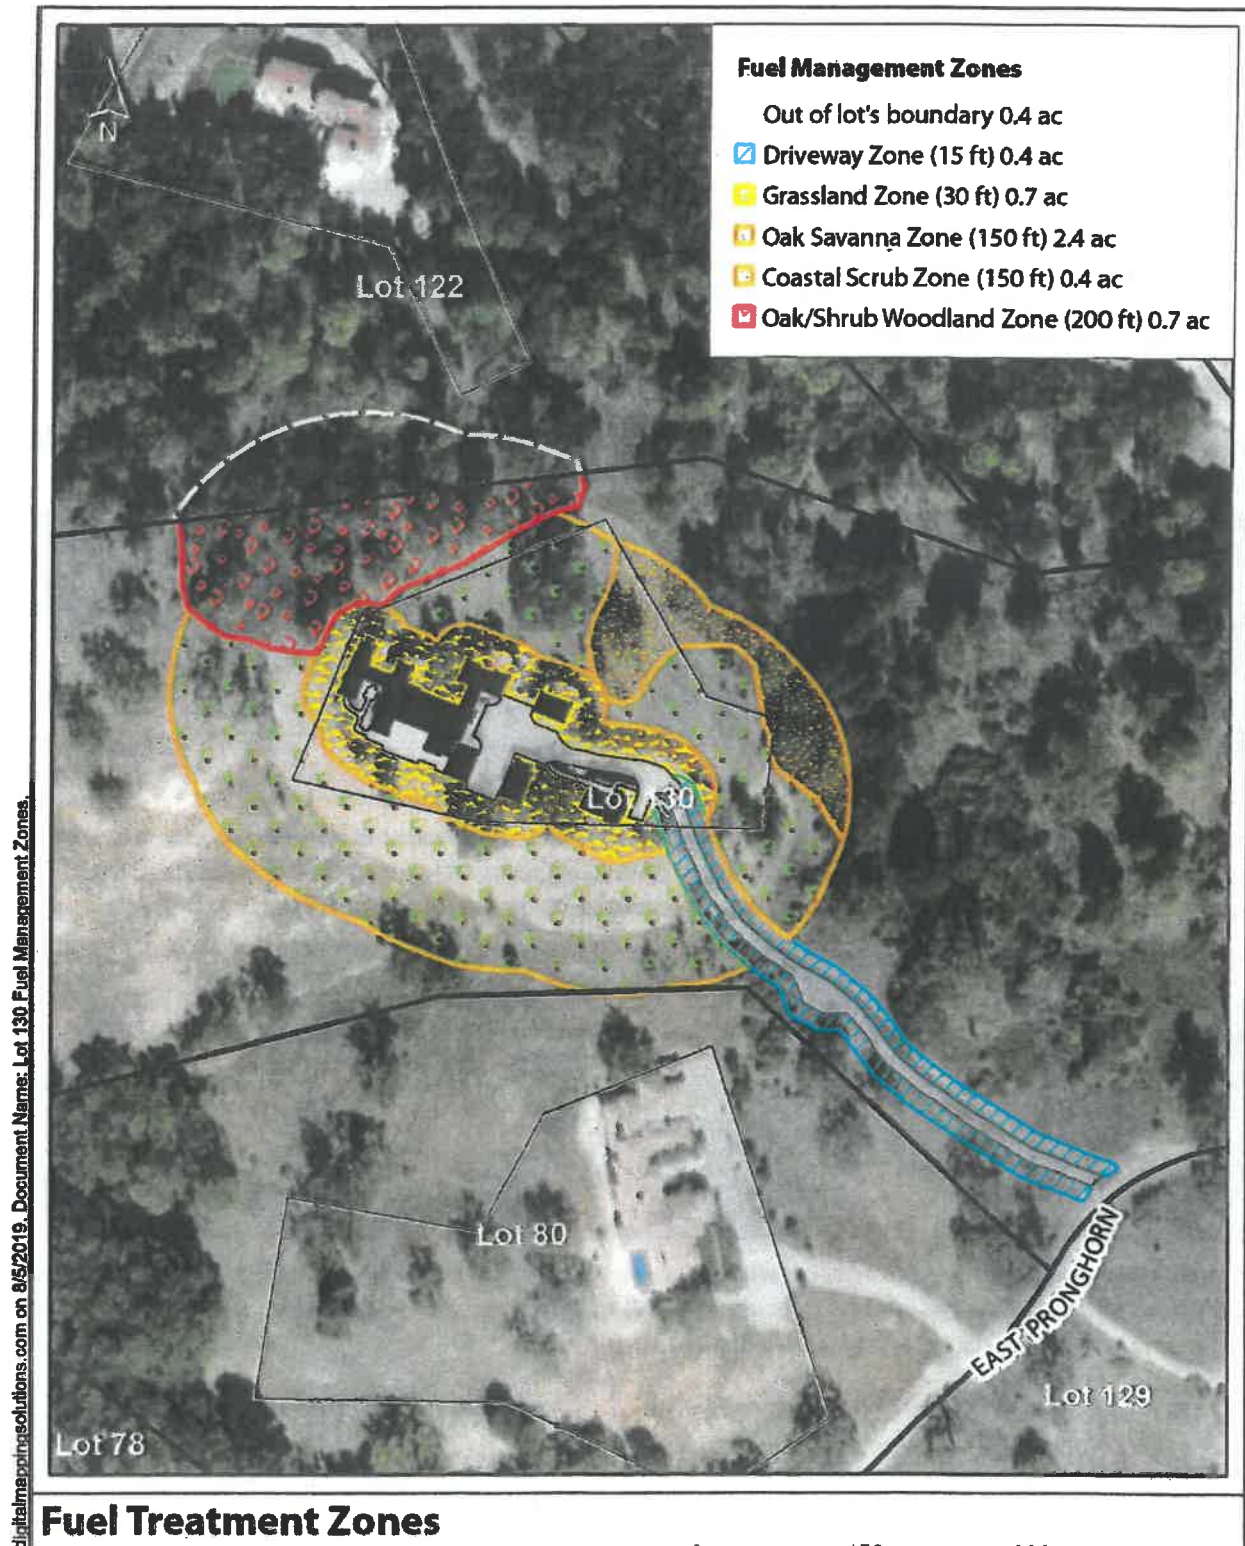 Fuel Management Zones
Out of lot's boundary 0.4 ac
Driveway Zone (15 ft) 0.4 ac
Grassland Zone (30 ft) 0.7 ac
Oak Savanna Zone (150 ft) 2.4 ac
Coastal Scrub Zone (150 ft) 0.4 ac
Oak/Shrub Woodland Zone (200 ft) 0.7 ac
N
Lot 122
Lot 130
Lot 80
EAST PRONGHORN
Lot 129
Lot 78
digitalmappingsolutions.com on 8/5/2019, Document Name: Lot 130 Fuel Management Zones.
Fuel Treatment Zones